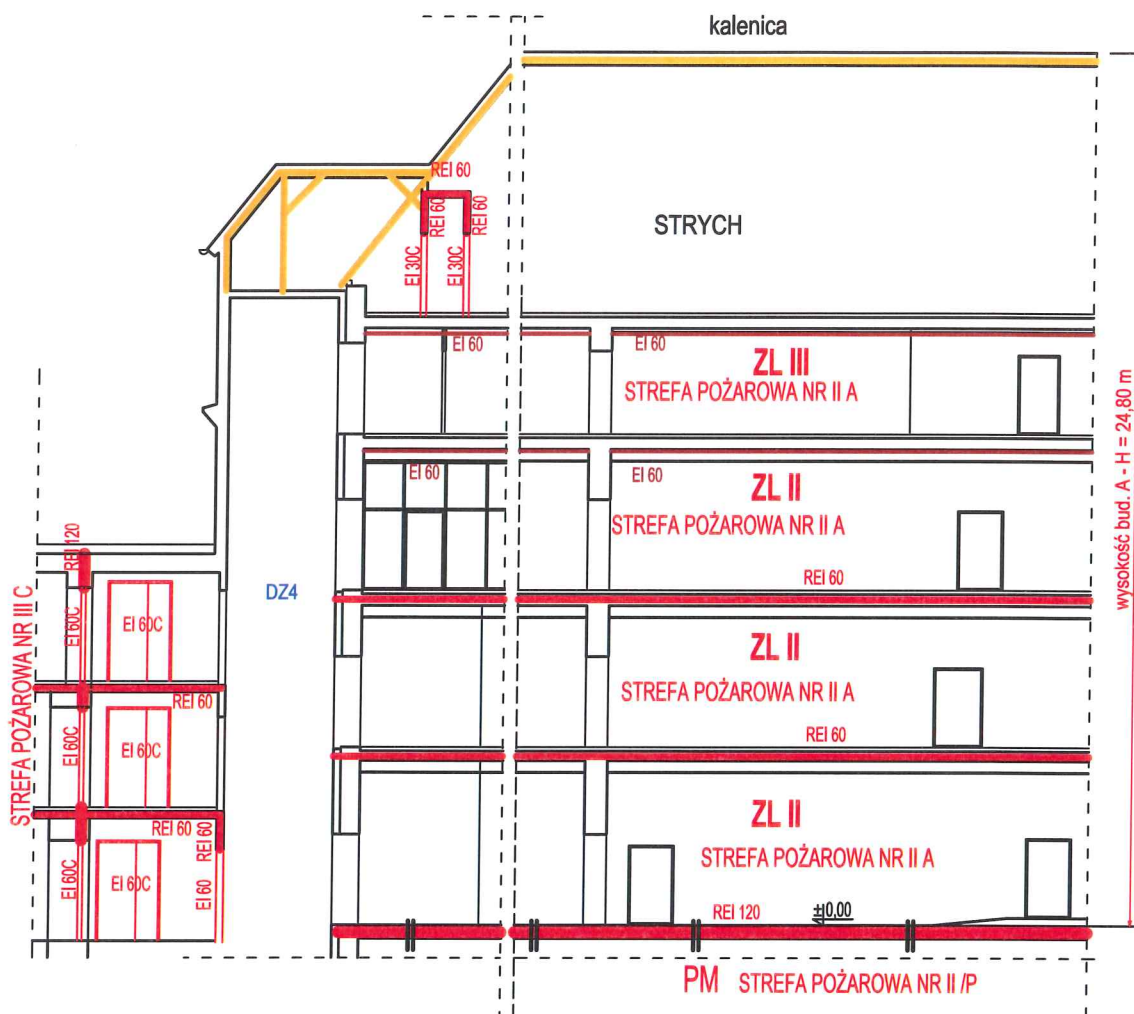 kalenica
REI 60
REI 60
REI 60
EI 30C
EI 30C
STRYCH
EI 60
EI 60
ZL III
STREFA POŻAROWA NR II A
wysokość bud. A - H = 24,80 m
EI 60
EI 60
ZL II
STREFA POŻAROWA NR II A
REI 60
REI 120
STREFA POŻAROWA NR III C
DZ4
EI 60C
EI 60C
REI 60
ZL II
STREFA POŻAROWA NR II A
REI 60
EI 60C
EI 60C
REI 60
REI 60
ZL II
STREFA POŻAROWA NR II A
EI 60C
EI 60C
EI 60
REI 120
±0,00
PM STREFA POŻAROWA NR II /P